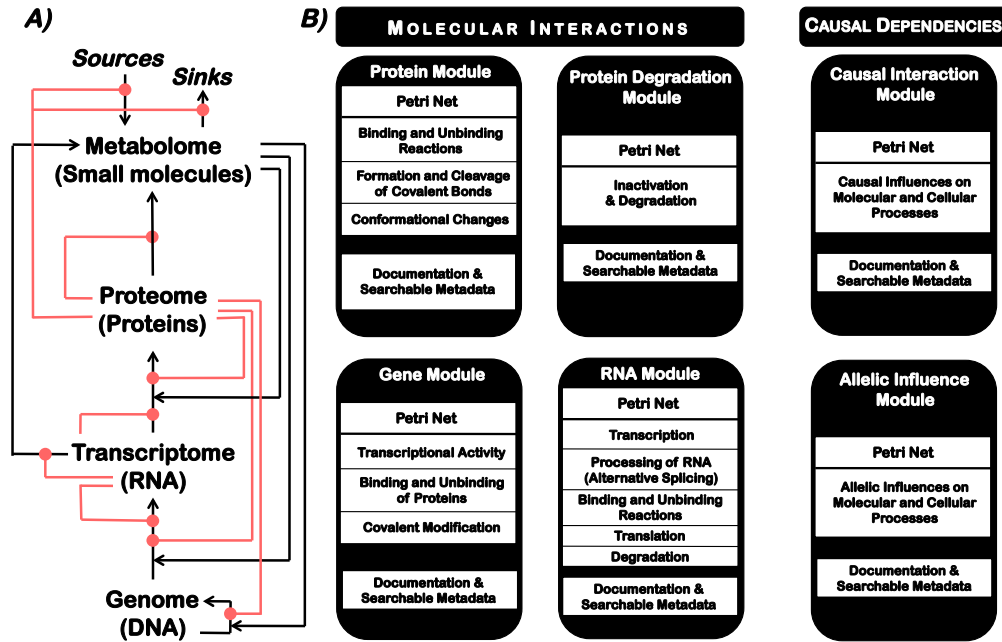 A)
Sources
Sinks
Metabolome
(Small molecules)
Proteome
(Proteins)
Transcriptome
(RNA)
Genome
(DNA)
B)
MOLECULAR INTERACTIONS
CAUSAL DEPENDENCIES
Protein Module
Petri Net
Binding and Unbinding
Reactions
Formation and Cleavage
of Covalent Bonds
Conformational Changes
Documentation &
Searchable Metadata
Protein Degradation
Module
Petri Net
Inactivation
& Degradation
Documentation &
Searchable Metadata
Causal Interaction
Module
Petri Net
Causal Influences on
Molecular and Cellular
Processes
Documentation &
Searchable Metadata
Gene Module
Petri Net
Transcriptional Activity
Binding and Unbinding
of Proteins
Covalent Modification
Documentation &
Searchable Metadata
RNA Module
Petri Net
Transcription
Processing of RNA
(Alternative Splicing)
Binding and Unbinding
Reactions
Translation
Degradation
Documentation &
Searchable Metadata
Allelic Influence
Module
Petri Net
Allelic Influences on
Molecular and Cellular
Processes
Documentation &
Searchable Metadata